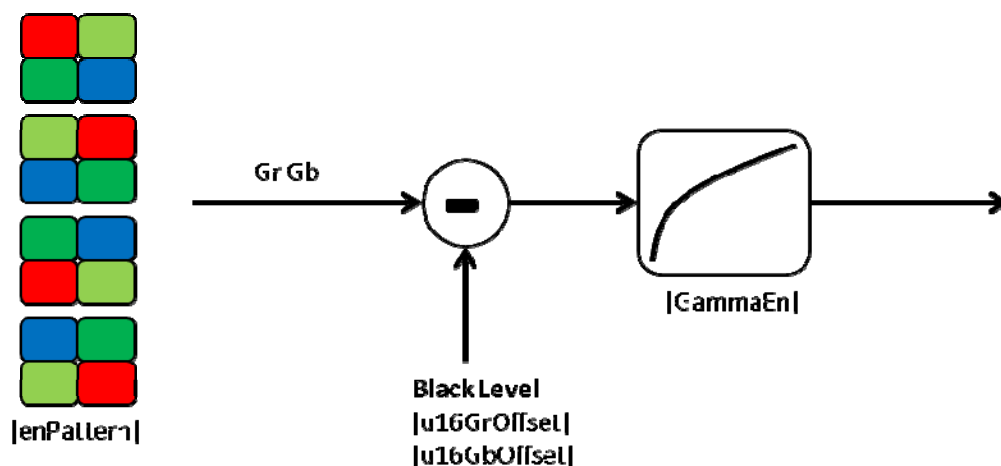 Gr Gb
|GammaEn|
Black Level
|u16GrOffset|
|u16GbOffset|
|enPattern|